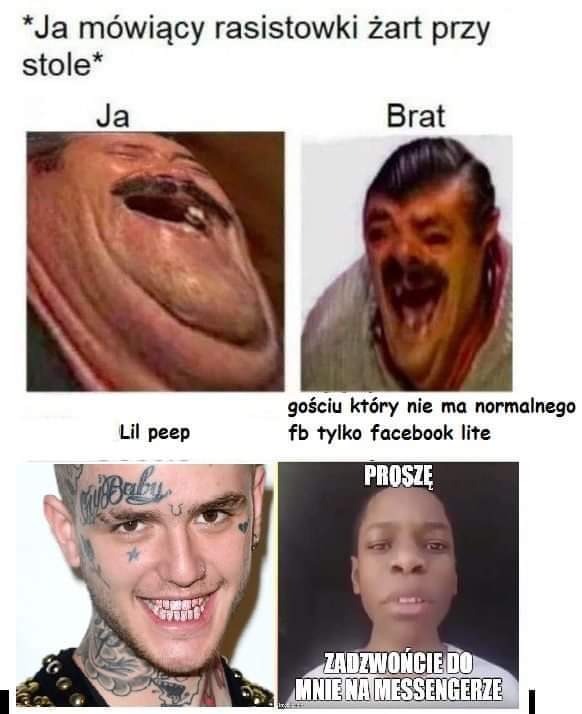 *Ja mówiący rasistowki żart przy
stole*
Ja
Brat
Lil peep
gościu który nie ma normalnego
fb tylko facebook lite
PROSZĘ
ZADZWOŃCIE DO
MNIE NA MESSENGERZE